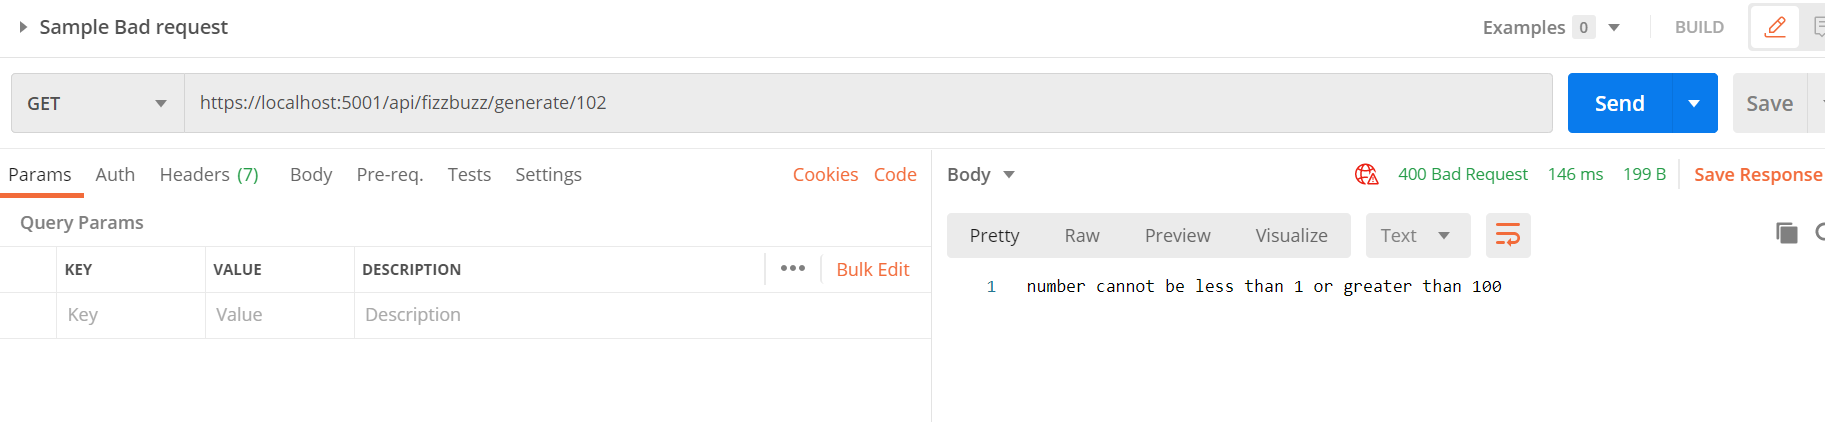 Sample Bad request
Examples 0 BUILD
GET https://localhost:5001/api/fizzbuzz/generate/102 Send Save
Params Auth Headers (7) Body Pre-req. Tests Settings Cookies Code
Body 400 Bad Request 146 ms 199 B Save Response
Query Params
Pretty Raw Preview Visualize Text
KEY VALUE DESCRIPTION ••• Bulk Edit
1 number cannot be less than 1 or greater than 100
Key Value Description